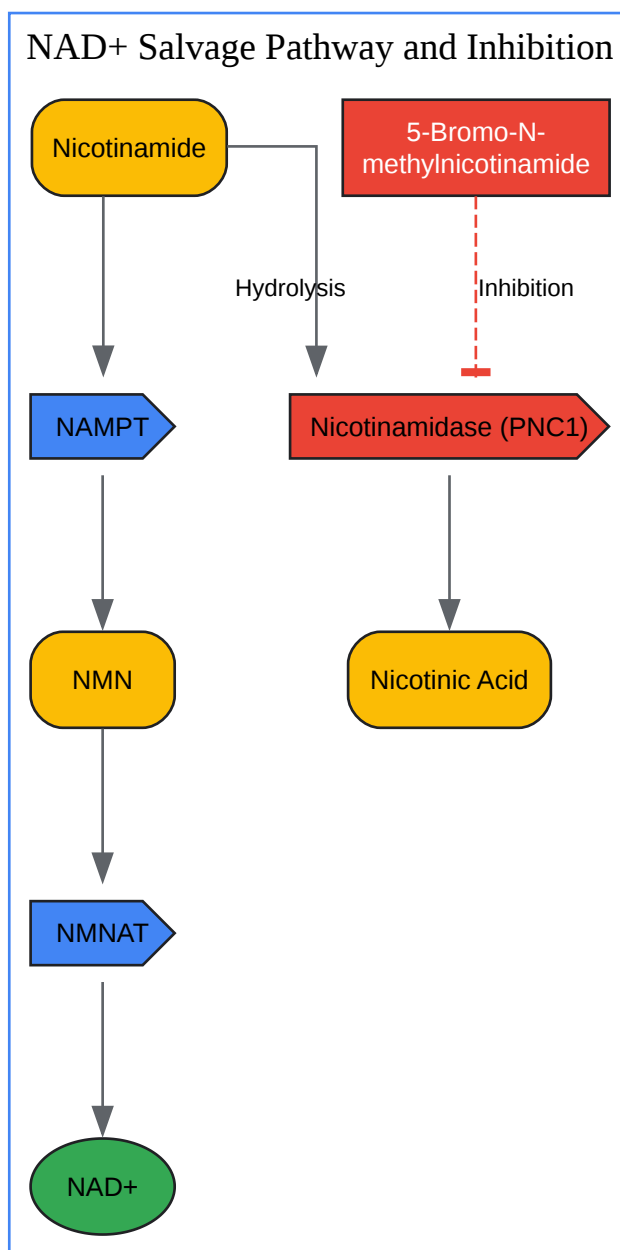 NAD+ Salvage Pathway and Inhibition
Nicotinamide
5-Bromo-N-
methylnicotinamide
Hydrolysis
Inhibition
NAMPT
Nicotinamidase (PNC1)
NMN
Nicotinic Acid
NMNAT
NAD+